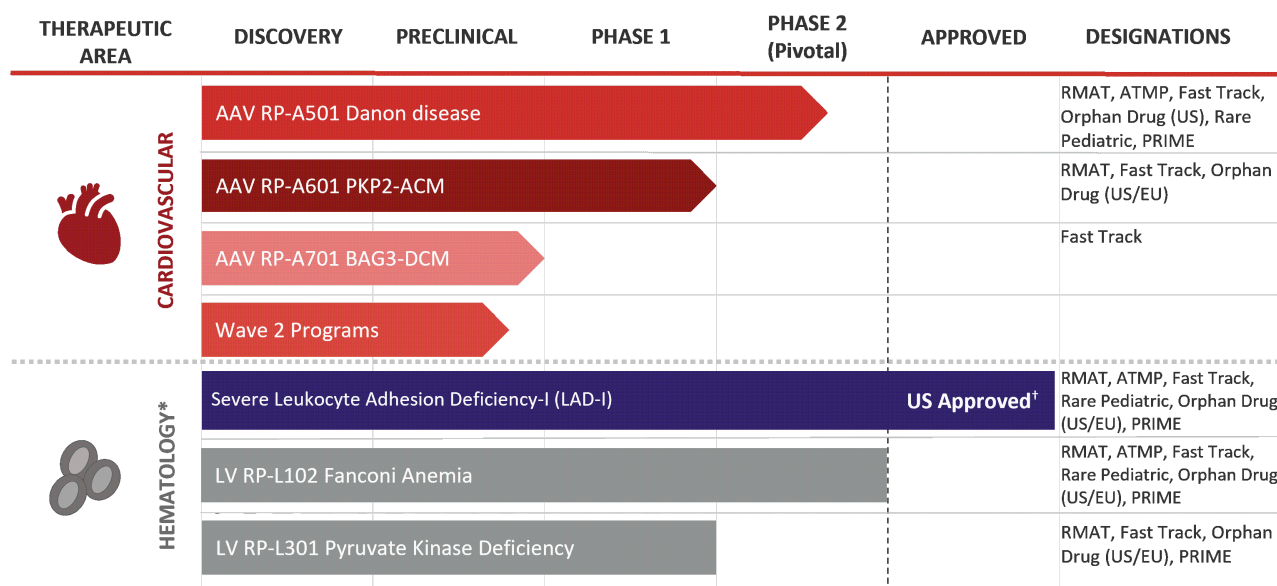 THERAPEUTIC
AREA
DISCOVERY
PRECLINICAL
PHASE 1
PHASE 2
(Pivotal)
APPROVED
DESIGNATIONS
CARDIOVASCULAR
AAV RP-A501 Danon disease
RMAT, ATMP, Fast Track,
Orphan Drug (US), Rare
Pediatric, PRIME
AAV RP-A601 PKP2-ACM
RMAT, Fast Track, Orphan
Drug (US/EU)
AAV RP-A701 BAG3-DCM
Fast Track
Wave 2 Programs
HEMATOLOGY*
Severe Leukocyte Adhesion Deficiency-I (LAD-I)
US Approved†
RMAT, ATMP, Fast Track,
Rare Pediatric, Orphan Drug
(US/EU), PRIME
LV RP-L102 Fanconi Anemia
RMAT, ATMP, Fast Track,
Rare Pediatric, Orphan Drug
(US/EU), PRIME
LV RP-L301 Pyruvate Kinase Deficiency
RMAT, Fast Track, Orphan
Drug (US/EU), PRIME